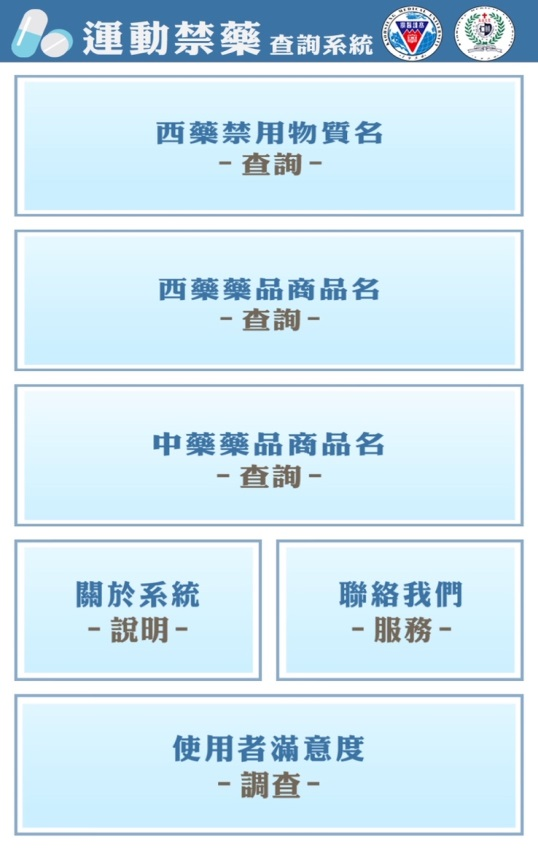 運動禁藥 查詢系統
西藥禁用物質名
- 查詢 -
西藥藥品商品名
- 查詢 -
中藥藥品商品名
- 查詢 -
關於系統
- 說明 -
聯絡我們
- 服務 -
使用者滿意度
- 調查 -